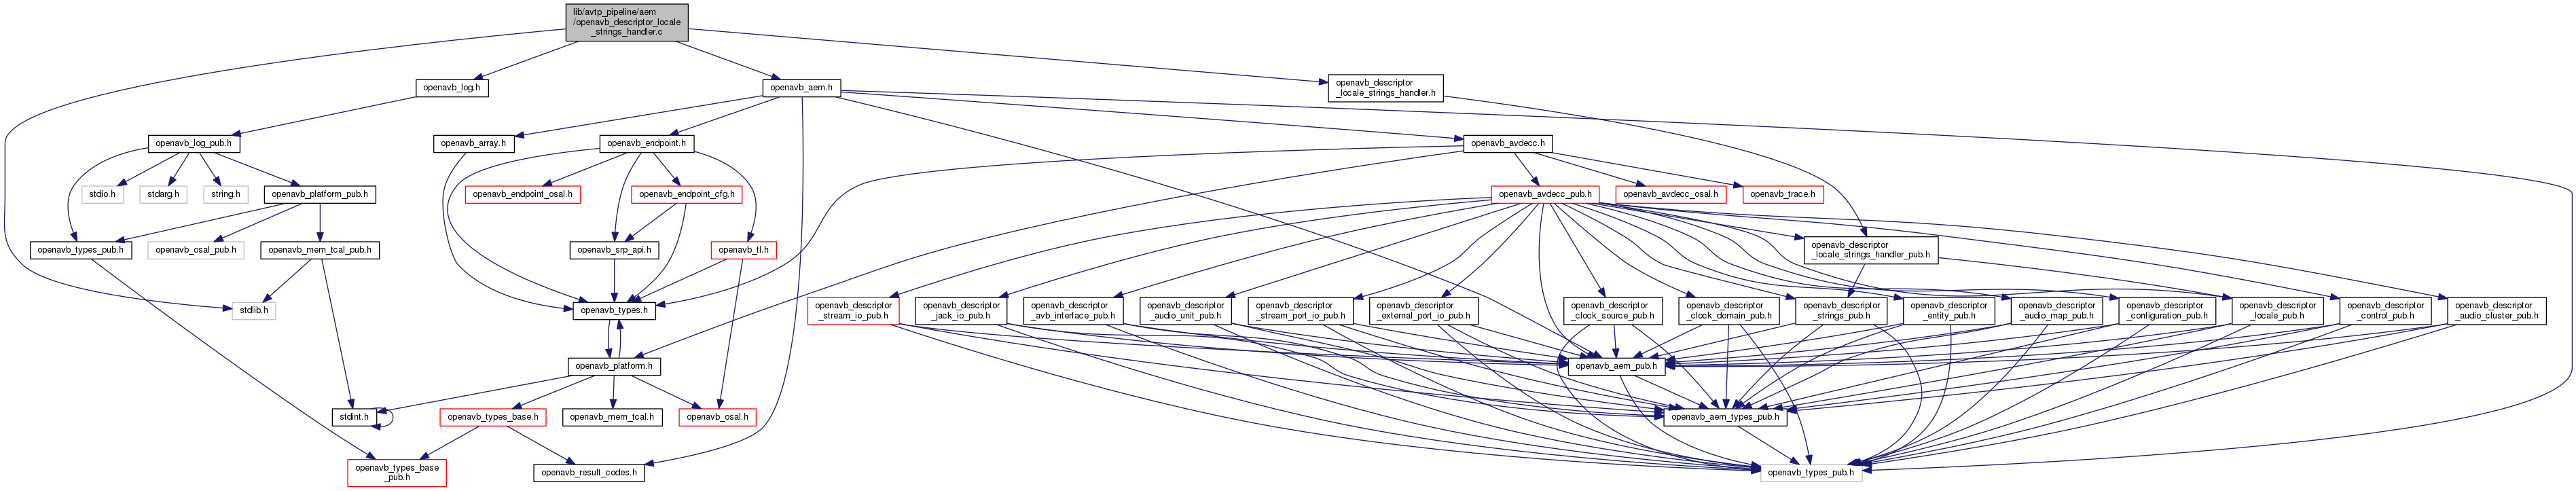 lib/avtp_pipeline/aem
/openavb_descriptor_locale
_strings_handler.c
openavb_log.h
openavb_aem.h
openavb_descriptor
_locale_strings_handler.h
openavb_log_pub.h
openavb_array.h
openavb_endpoint.h
openavb_avdecc.h
stdio.h
stdarg.h
string.h
openavb_platform_pub.h
openavb_endpoint_osal.h
openavb_endpoint_cfg.h
openavb_avdecc_pub.h
openavb_avdecc_osal.h
openavb_trace.h
openavb_types_pub.h
openavb_osal_pub.h
openavb_mem_tcal_pub.h
openavb_srp_api.h
openavb_tl.h
openavb_descriptor
_locale_strings_handler_pub.h
stdlib.h
openavb_types.h
openavb_descriptor
_stream_io_pub.h
openavb_descriptor
_jack_io_pub.h
openavb_descriptor
_avb_interface_pub.h
openavb_descriptor
_audio_unit_pub.h
openavb_descriptor
_stream_port_io_pub.h
openavb_descriptor
_external_port_io_pub.h
openavb_descriptor
_clock_source_pub.h
openavb_descriptor
_clock_domain_pub.h
openavb_descriptor
_strings_pub.h
openavb_descriptor
_entity_pub.h
openavb_descriptor
_audio_map_pub.h
openavb_descriptor
_configuration_pub.h
openavb_descriptor
_locale_pub.h
openavb_descriptor
_control_pub.h
openavb_descriptor
_audio_cluster_pub.h
openavb_platform.h
openavb_aem_pub.h
stdint.h
openavb_types_base.h
openavb_mem_tcal.h
openavb_osal.h
openavb_aem_types_pub.h
openavb_types_base
_pub.h
openavb_result_codes.h
openavb_types_pub.h